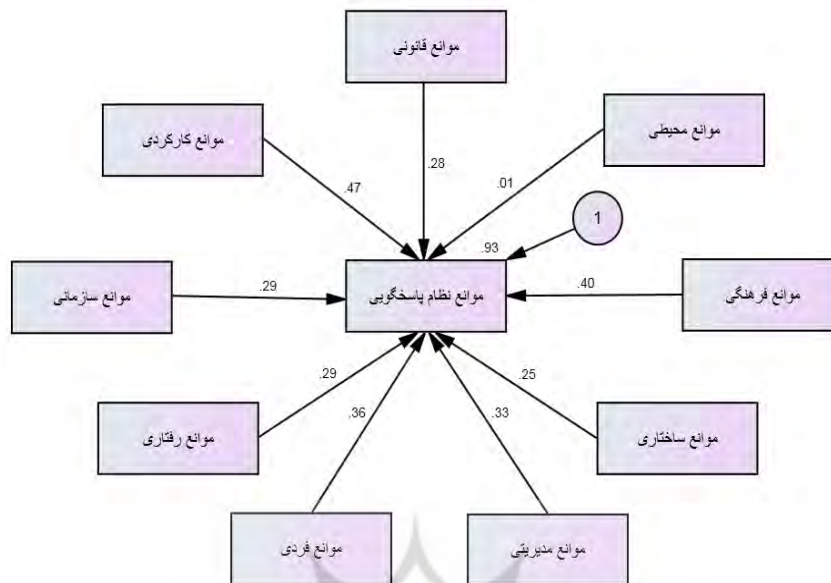 موانع قانونی
موانع محیطی
موانع کارکردی
.28
.01
.47
1
.93
موانع نظام پاسخگویی
موانع فرهنگی
.40
موانع سازمانی
.29
.29
.25
.36
.33
موانع رفتاری
موانع ساختاری
موانع فردی
موانع مدیریتی